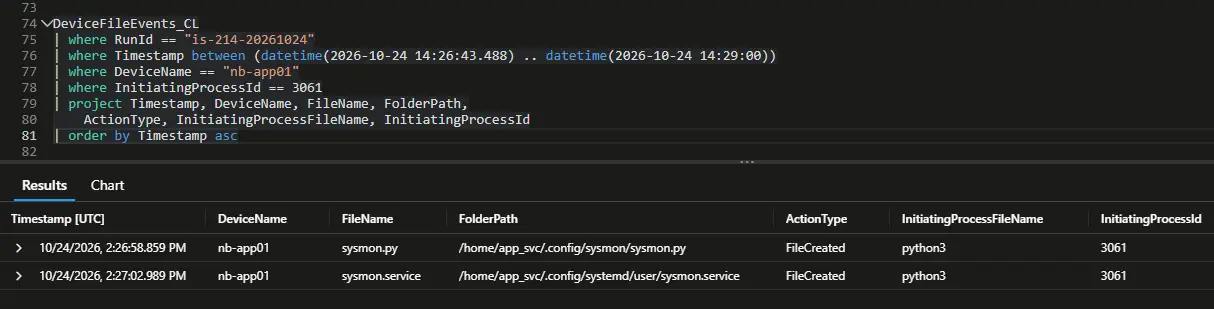 73
74 DeviceFileEvents_CL
75 | where RunId == "is-214-20261024"
76 | where Timestamp between (datetime(2026-10-24 14:26:43.488) .. datetime(2026-10-24 14:29:00))
77 | where DeviceName == "nb-app01"
78 | where InitiatingProcessId == 3061
79 | project Timestamp, DeviceName, FileName, FolderPath,
80 ActionType, InitiatingProcessFileName, InitiatingProcessId
81 | order by Timestamp asc
82
Results Chart
Timestamp [UTC] DeviceName FileName FolderPath ActionType InitiatingProcessFileName InitiatingProcessId
10/24/2026, 2:26:58.859 PM nb-app01 sysmon.py /home/app_svc/.config/sysmon/sysmon.py FileCreated python3 3061
10/24/2026, 2:27:02.989 PM nb-app01 sysmon.service /home/app_svc/.config/systemd/user/sysmon.service FileCreated python3 3061